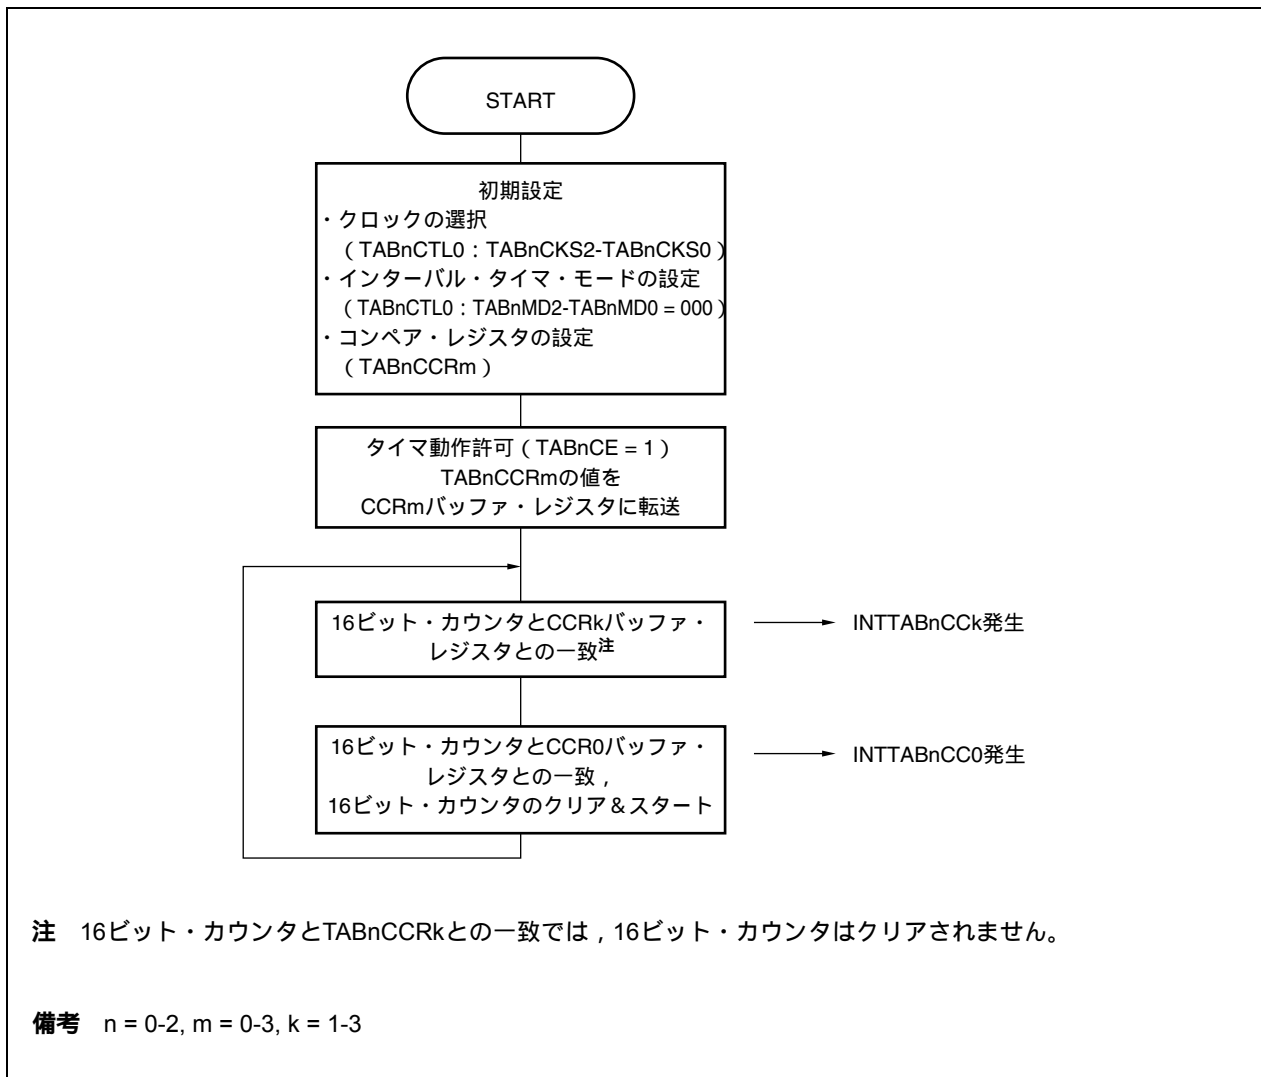 START
初期設定
・クロックの選択
（TABnCTL0：TABnCKS2-TABnCKS0）
・インターバル・タイマ・モードの設定
（TABnCTL0：TABnMD2-TABnMD0 = 000）
・コンペア・レジスタの設定
（TABnCCRm）
タイマ動作許可（TABnCE = 1）
TABnCCRmの値を
CCRmバッファ・レジスタに転送
16ビット・カウンタとCCRkバッファ・
レジスタとの一致注
INTTABnCCk発生
16ビット・カウンタとCCR0バッファ・
レジスタとの一致，
16ビット・カウンタのクリア＆スタート
INTTABnCC0発生
注 16ビット・カウンタとTABnCCRkとの一致では，16ビット・カウンタはクリアされません。
備考 n = 0-2, m = 0-3, k = 1-3